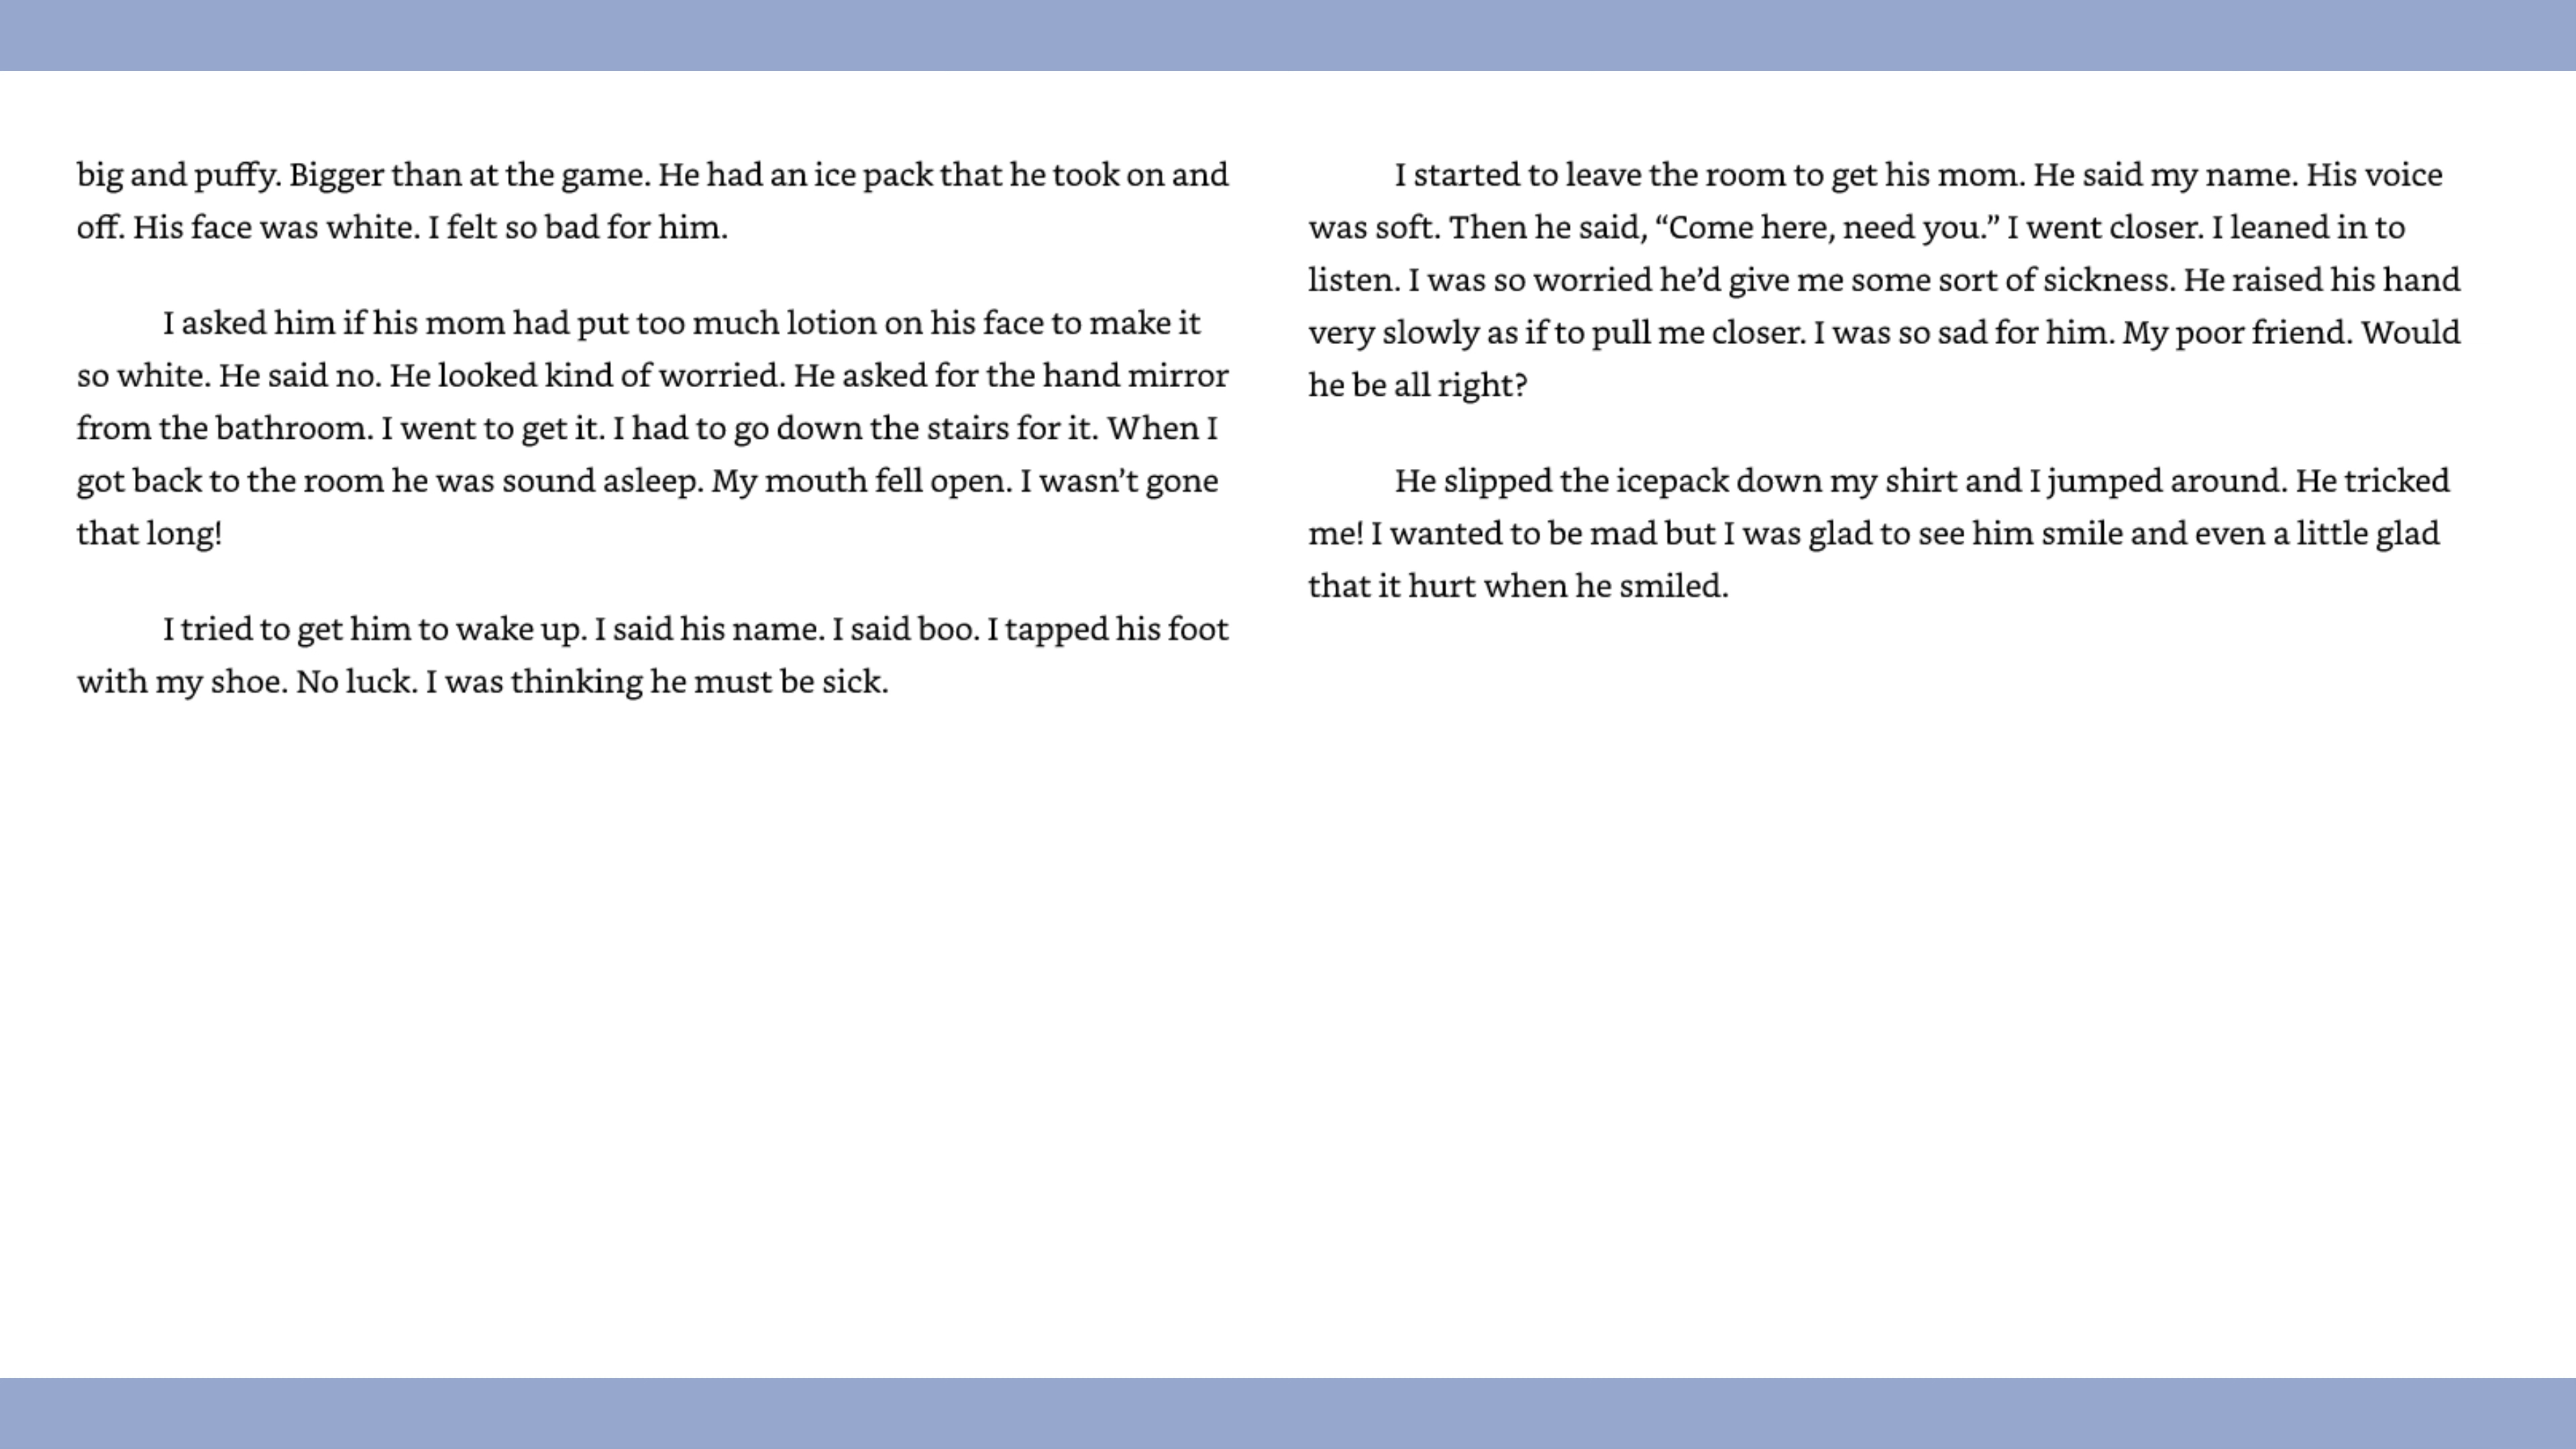 big and puffy. Bigger than at the game. He had an ice pack that he took on and
off. His face was white. I felt so bad for him.
I asked him if his mom had put too much lotion on his face to make it
so white. He said no. He looked kind of worried. He asked for the hand mirror
from the bathroom. I went to get it. I had to go down the stairs for it. When I
got back to the room he was sound asleep. My mouth fell open. I wasn’t gone
that long!
I tried to get him to wake up. I said his name. I said boo. I tapped his foot
with my shoe. No luck. I was thinking he must be sick.
I started to leave the room to get his mom. He said my name. His voice
was soft. Then he said, “Come here, need you.” I went closer. I leaned in to
listen. I was so worried he’d give me some sort of sickness. He raised his hand
very slowly as if to pull me closer. I was so sad for him. My poor friend. Would
he be all right?
He slipped the icepack down my shirt and I jumped around. He tricked
me! I wanted to be mad but I was glad to see him smile and even a little glad
that it hurt when he smiled.